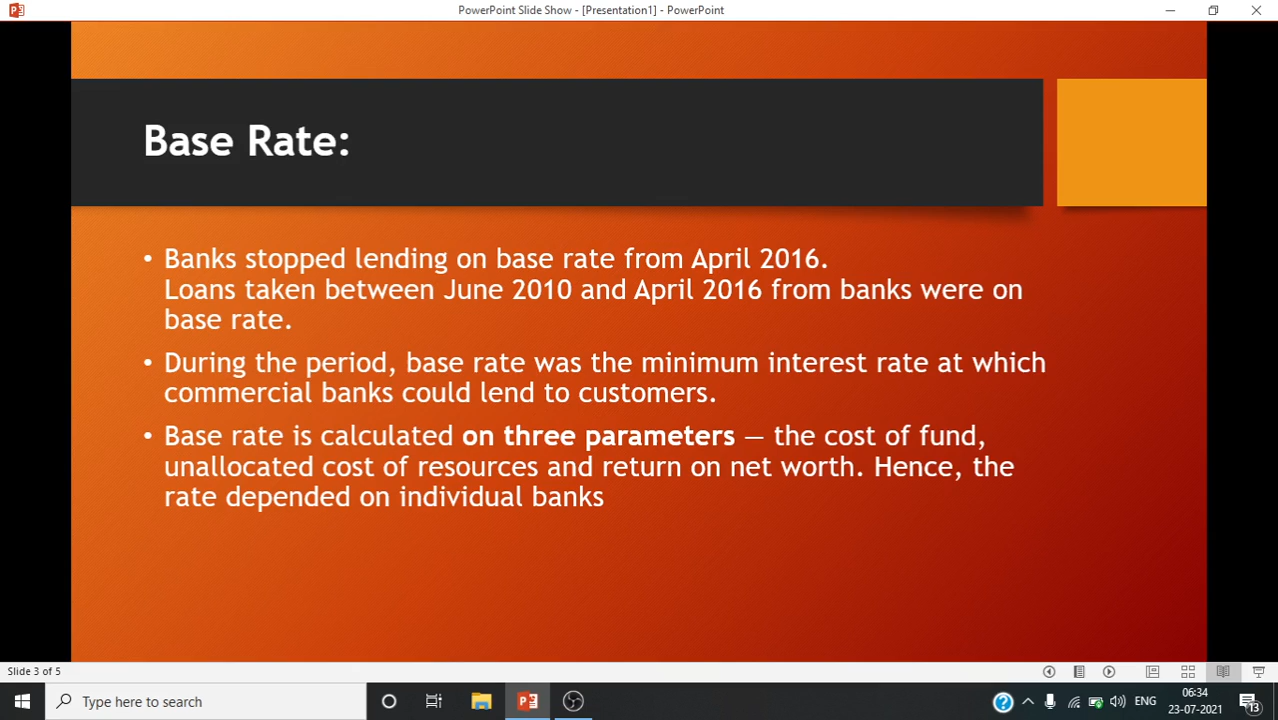 PowerPoint Slide Show - [Presentation1] - PowerPoint
Base Rate:
• Banks stopped lending on base rate from April 2016.
Loans taken between June 2010 and April 2016 from banks were on
base rate.
• During the period, base rate was the minimum interest rate at which
commercial banks could lend to customers.
• Base rate is calculated on three parameters — the cost of fund,
unallocated cost of resources and return on net worth. Hence, the
rate depended on individual banks
Slide 3 of 5
Type here to search
ENG
06:34
23-07-2021
13